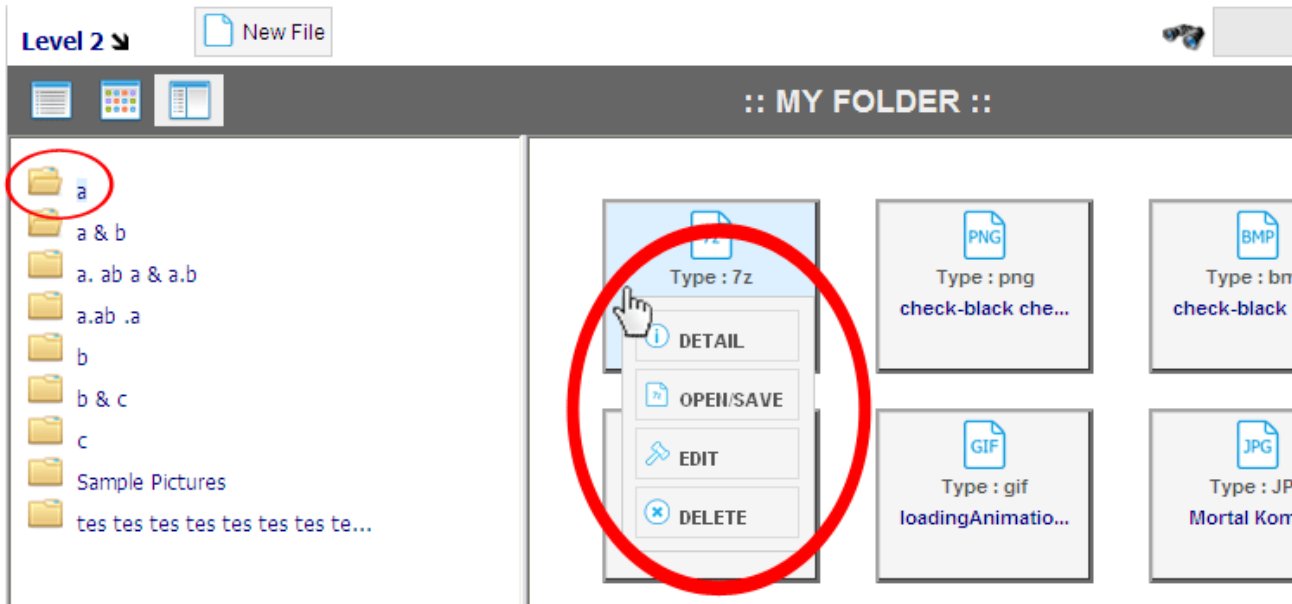 Level 2
New File
:: MY FOLDER ::
a
a & b
a. ab a & a.b
a.ab .a
b
b & c
c
Sample Pictures
tes tes tes tes tes tes tes te...
7z
Type : 7z
DETAIL
7z
OPEN/SAVE
EDIT
DELETE
PNG
Type : png
check-black che...
BMP
Type : bm
check-black
GIF
Type : gif
loadingAnimatio...
JPG
Type : JP
Mortal Kom